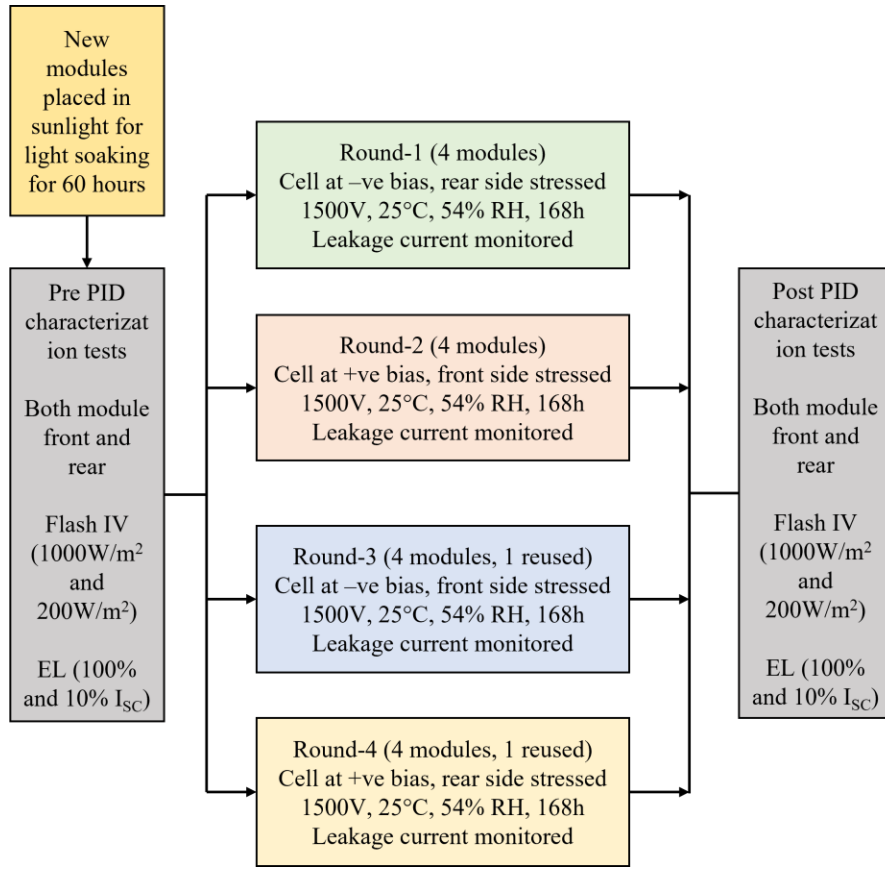 New
modules
placed in
sunlight for
light soaking
for 60 hours
Pre PID
characterizat
ion tests
Both module
front and
rear
Flash IV
(1000W/m²
and
200W/m²)
EL (100%
and 10% I_SC)
Round-1 (4 modules)
Cell at –ve bias, rear side stressed
1500V, 25°C, 54% RH, 168h
Leakage current monitored
Round-2 (4 modules)
Cell at +ve bias, front side stressed
1500V, 25°C, 54% RH, 168h
Leakage current monitored
Round-3 (4 modules, 1 reused)
Cell at –ve bias, front side stressed
1500V, 25°C, 54% RH, 168h
Leakage current monitored
Round-4 (4 modules, 1 reused)
Cell at +ve bias, rear side stressed
1500V, 25°C, 54% RH, 168h
Leakage current monitored
Post PID
characterizat
ion tests
Both module
front and
rear
Flash IV
(1000W/m²
and
200W/m²)
EL (100%
and 10% I_SC)